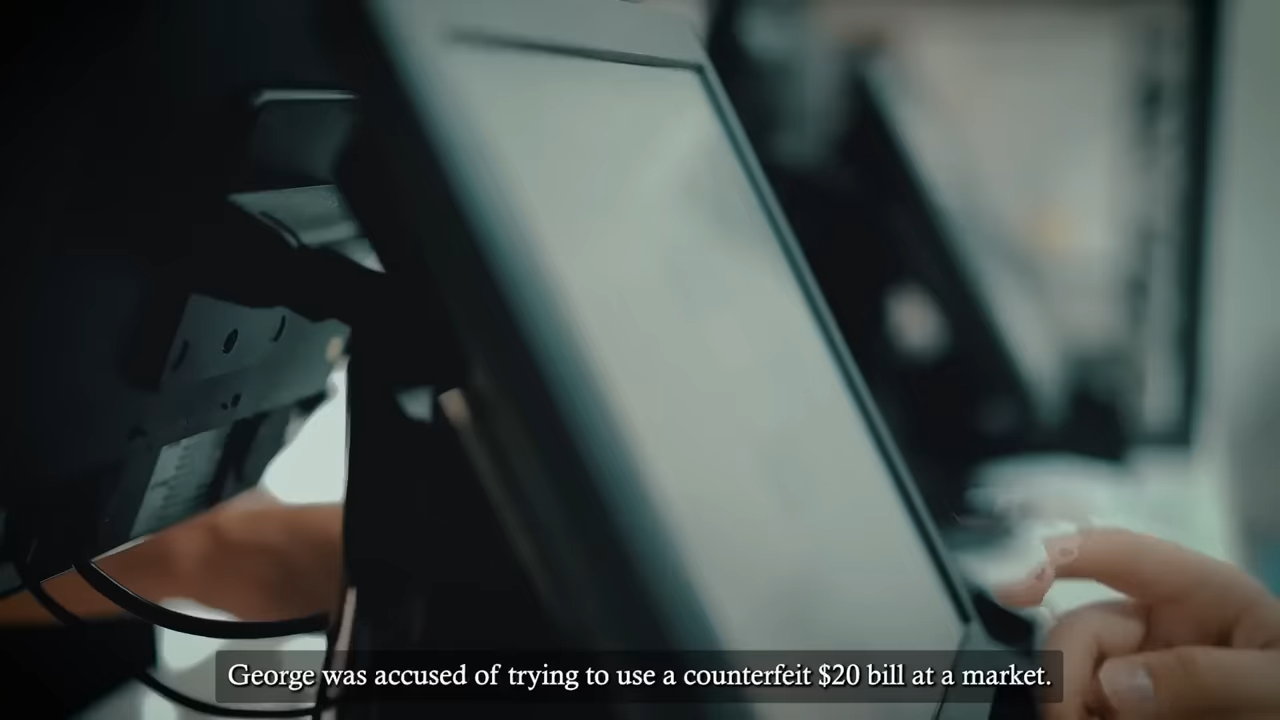 George was accused of trying to use a counterfeit $20 bill at a market.